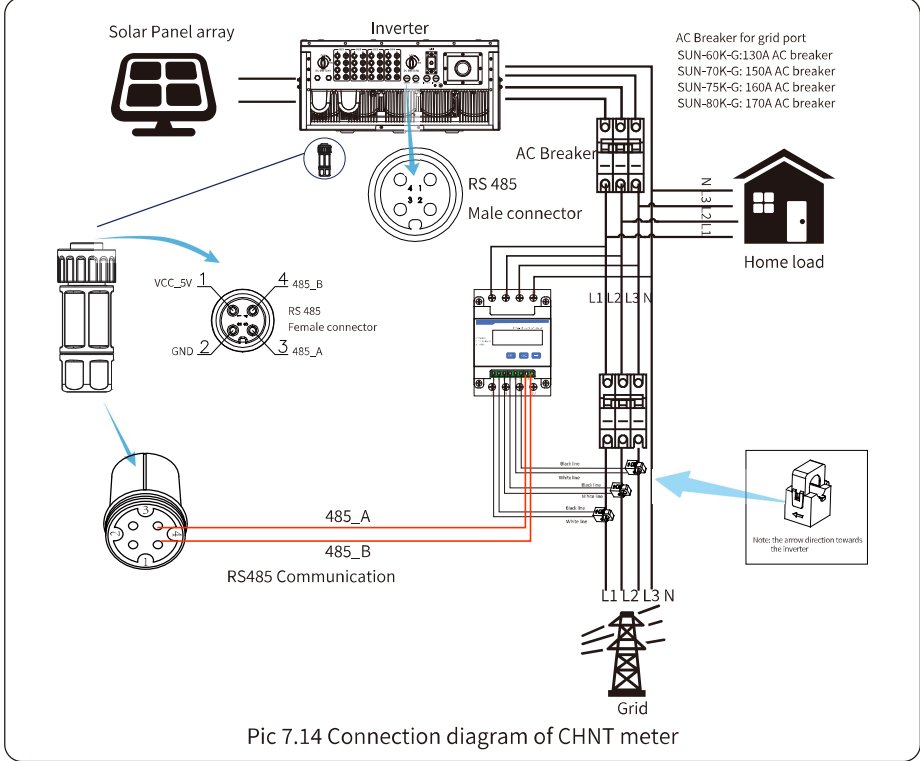 Solar Panel array
Inverter
AC Breaker for grid port
SUN-60K-G:130A AC breaker
SUN-70K-G: 150A AC breaker
SUN-75K-G: 160A AC breaker
SUN-80K-G: 170A AC breaker
AC Breaker
4 1
3 2
RS 485
Male connector
N
L3
L2
L1
Home load
VCC_5V 1
4 485_B
RS 485
Female connector
GND 2
3 485_A
L1 L2 L3 N
Black line
White line
Black line
White line
Black line
White line
Note: the arrow direction towards
the inverter
3
2
4
1
485_A
485_B
RS485 Communication
L1 L2 L3 N
Grid
Pic 7.14 Connection diagram of CHNT meter